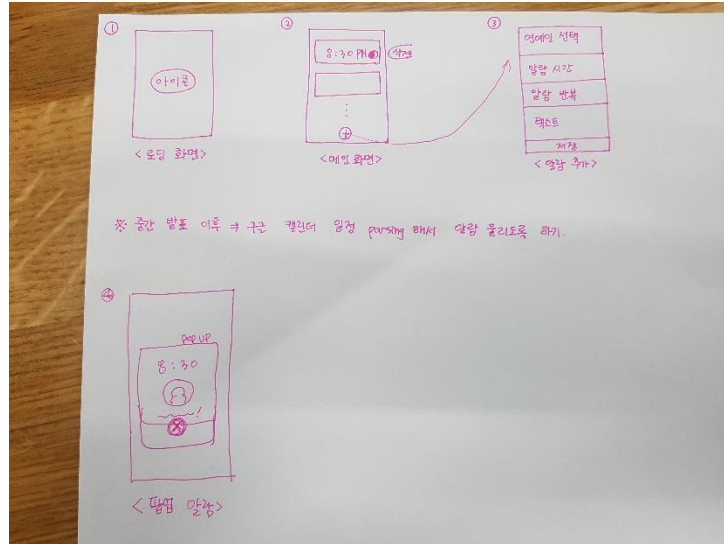 ①
아이콘
<로딩 화면>
②
8:30 PM
삭제
<메인 화면>
③
연예인 선택
알람 시간
알람 반복
텍스트
저장
<알람 추가>
※ 중간 발표 이후 ⇒ 구글 캘린더 일정 parsing 해서 알람 울리도록 하기.
④
POP UP
8:30
<팝업 알람>